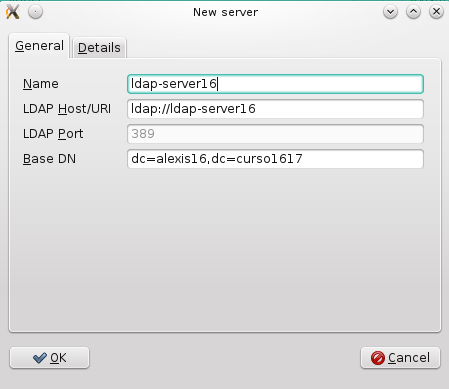 New server
General Details
Name ldap-server16
LDAP Host/URI ldap://ldap-server16
LDAP Port 389
Base DN dc=alexis16,dc=curso1617
OK Cancel